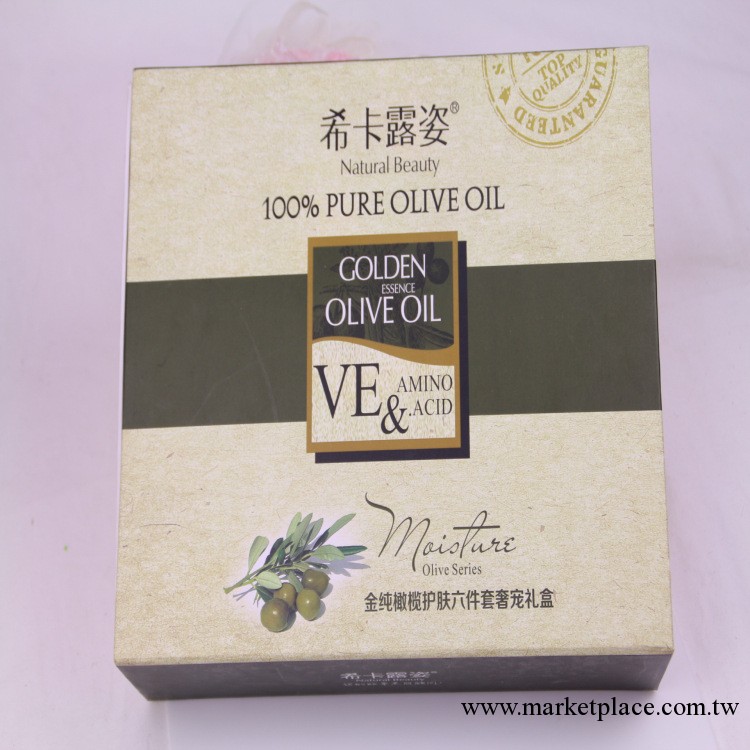 TOP
QUALITY
GUARANTEED
希卡露姿®
Natural Beauty
100% PURE OLIVE OIL
GOLDEN
ESSENCE
OLIVE OIL
VE &
AMINO
.ACID
Moisture
Olive Series
金纯橄榄护肤六件套奢宠礼盒
希卡露姿®
Natural Beauty
www.marketplace.com.tw